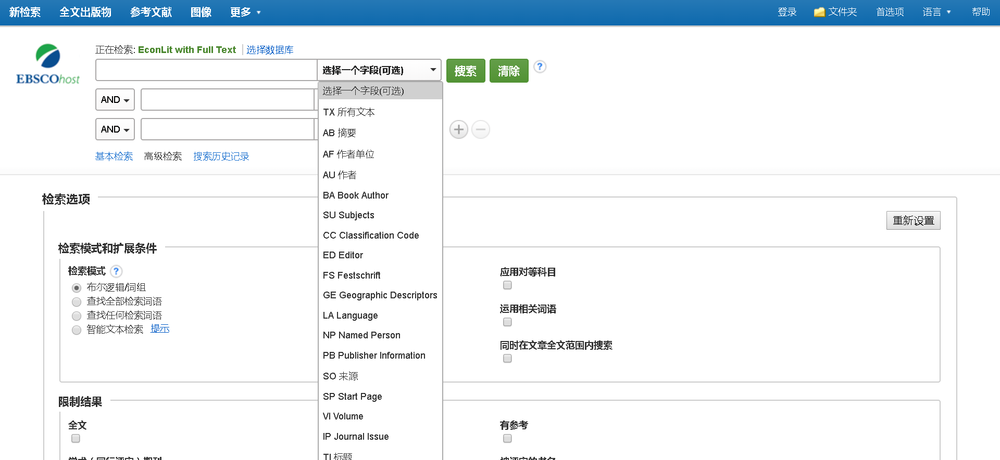 新检索 全文出版物 参考文献 图像 更多 登录 文件夹 首选项 语言 帮助
EBSCOhost
正在检索: EconLit with Full Text 选择数据库
选择一个字段(可选) 搜索 清除 ?
选择一个字段(可选)
AND
TX 所有文本
AND
AB 摘要
基本检索 高级检索 搜索历史记录
AF 作者单位
AU 作者
BA Book Author
SU Subjects
CC Classification Code
ED Editor
FS Festschrift
GE Geographic Descriptors
LA Language
NP Named Person
PB Publisher Information
SO 来源
SP Start Page
VI Volume
IP Journal Issue
TI 标题
检索选项
重新设置
检索模式和扩展条件
检索模式 ?
布尔逻辑/词组
查找全部检索词语
查找任何检索词语
智能文本检索 提示
应用对等科目
运用相关词语
同时在文章全文范围内搜索
限制结果
全文
有参考